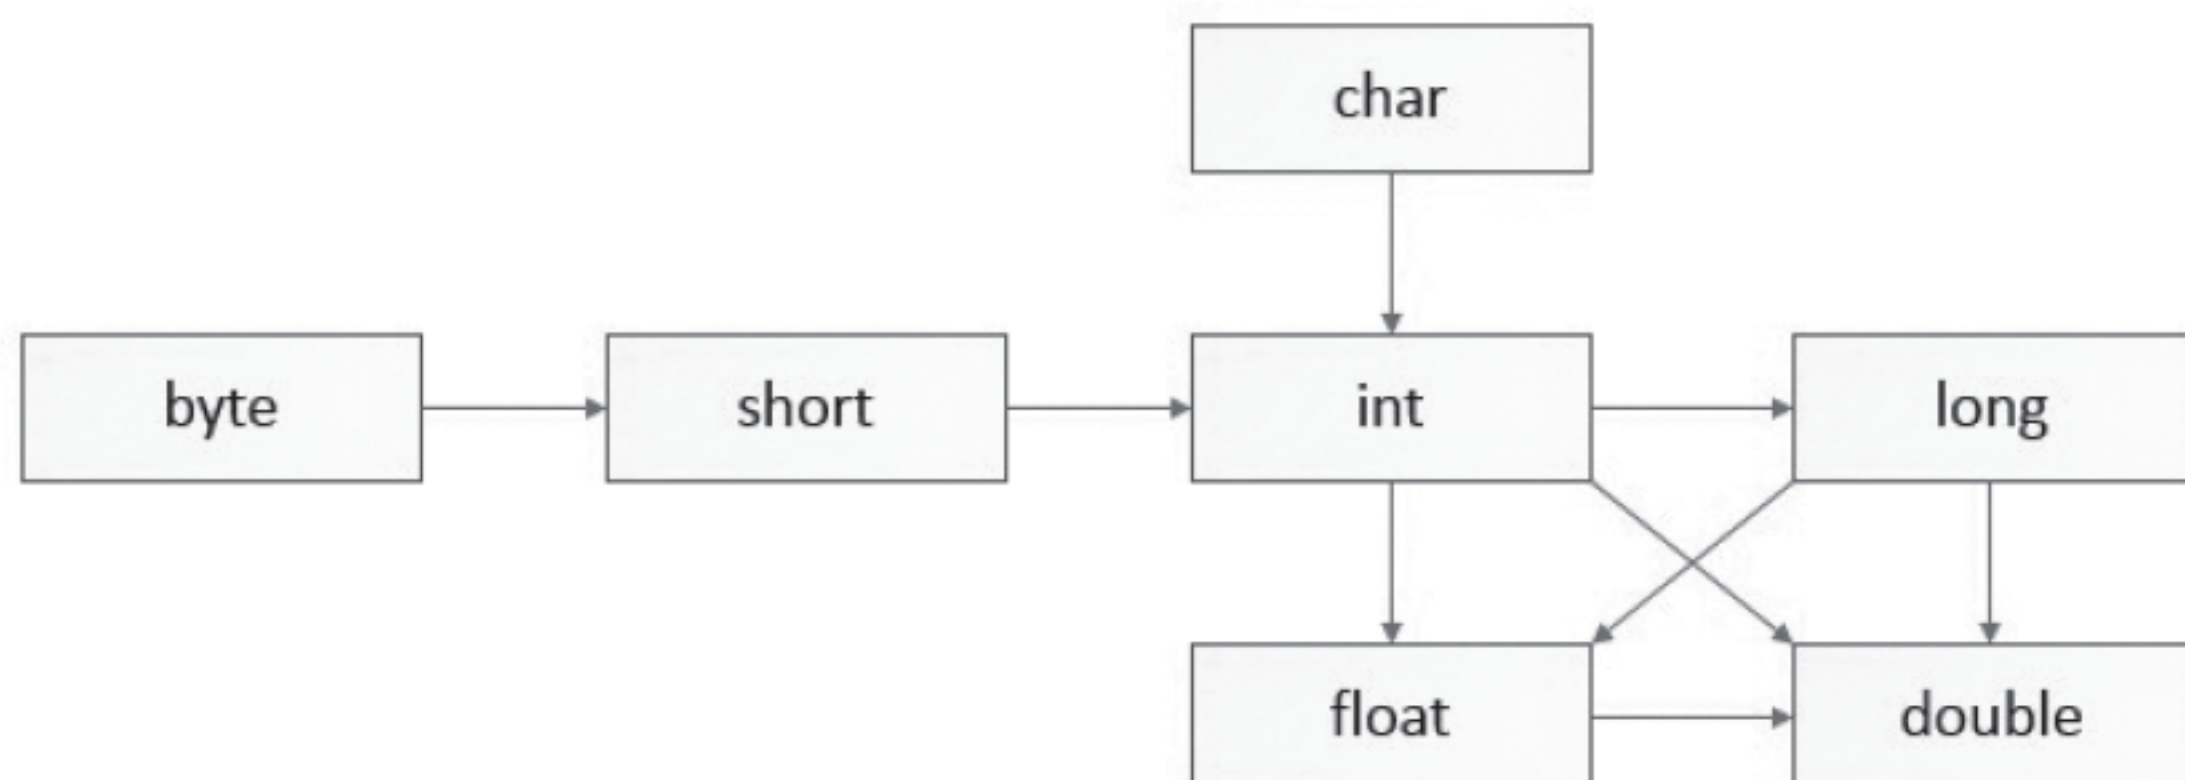 char
byte
short
int
long
float
double